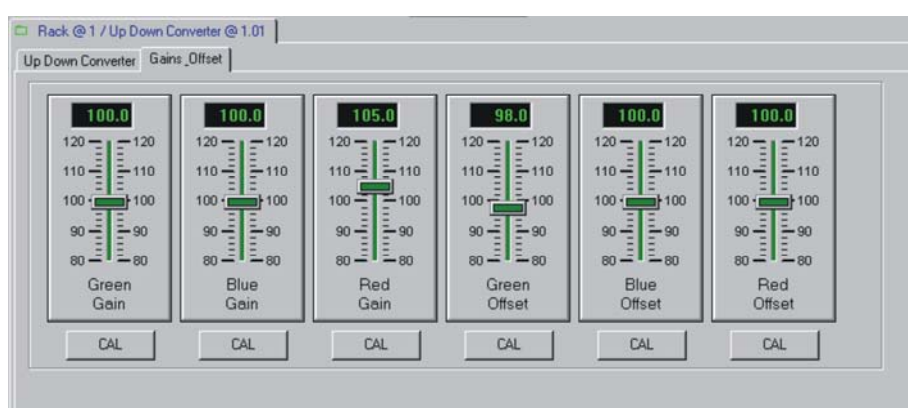 Rack @ 1 / Up Down Converter @ 1.01
Up Down Converter Gains_Offset
100.0 100.0 105.0 98.0 100.0 100.0
120 120 120 120 120 120 120 120 120 120 120 120
110 110 110 110 110 110 110 110 110 110 110 110
100 100 100 100 100 100 100 100 100 100 100 100
90 90 90 90 90 90 90 90 90 90 90 90
80 80 80 80 80 80 80 80 80 80 80 80
Green Blue Red Green Blue Red
Gain Gain Gain Offset Offset Offset
CAL CAL CAL CAL CAL CAL